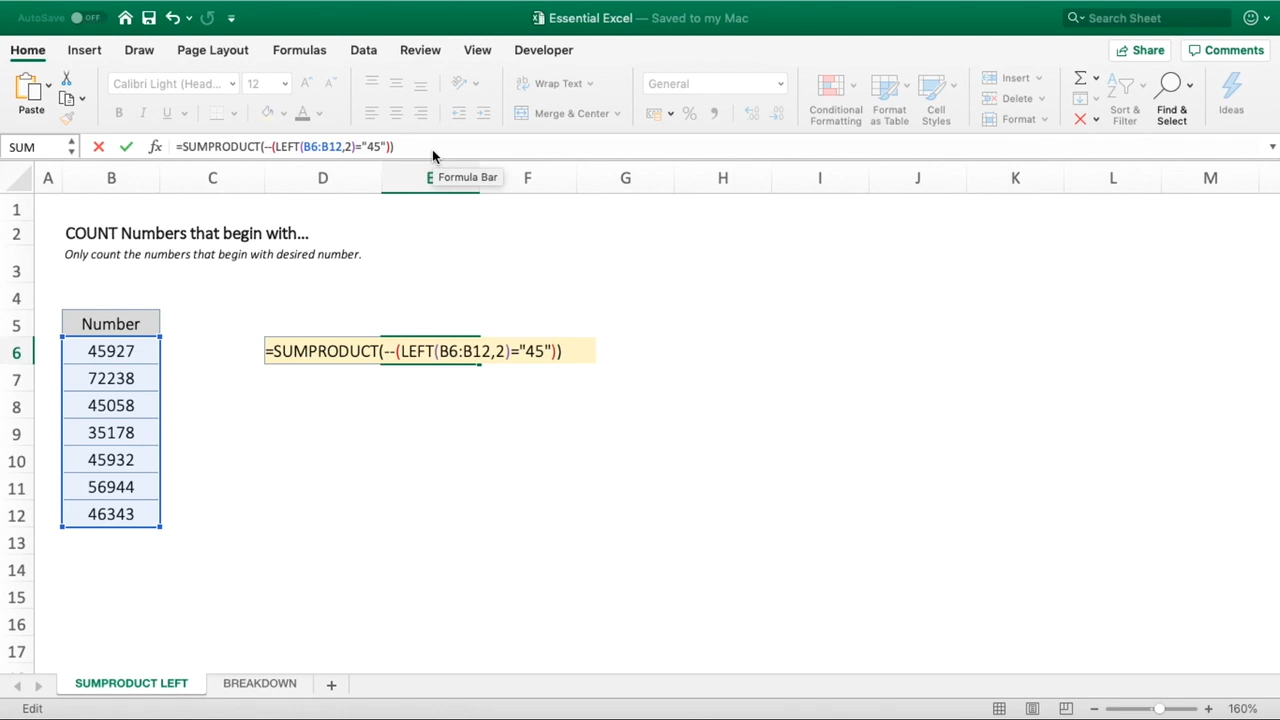 AutoSave OFF Essential Excel — Saved to my Mac Search Sheet
Home Insert Draw Page Layout Formulas Data Review View Developer Share Comments
Paste
Calibri Light (Head... 12
B I U
Wrap Text
Merge & Center
General
Conditional Formatting
Format as Table
Cell Styles
Insert
Delete
Format
Sort & Filter
Find & Select
Ideas
SUM fx =SUMPRODUCT(--(LEFT(B6:B12,2)="45"))
Formula Bar
A B C D E F G H I J K L M
1
2 COUNT Numbers that begin with...
Only count the numbers that begin with desired number.
3
4
5 Number
6 45927 =SUMPRODUCT(--(LEFT(B6:B12,2)="45"))
7 72238
8 45058
9 35178
10 45932
11 56944
12 46343
13
14
15
16
17
SUMPRODUCT LEFT BREAKDOWN
Edit 160%